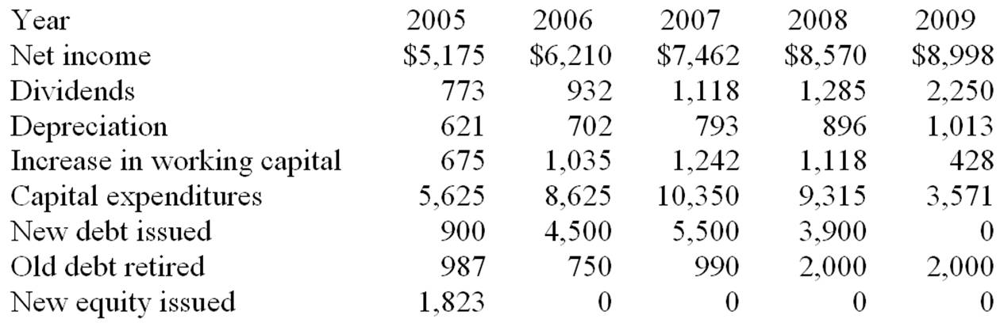 Year 2005 2006 2007 2008 2009
Net income $5,175 $6,210 $7,462 $8,570 $8,998
Dividends 773 932 1,118 1,285 2,250
Depreciation 621 702 793 896 1,013
Increase in working capital 675 1,035 1,242 1,118 428
Capital expenditures 5,625 8,625 10,350 9,315 3,571
New debt issued 900 4,500 5,500 3,900 0
Old debt retired 987 750 990 2,000 2,000
New equity issued 1,823 0 0 0 0